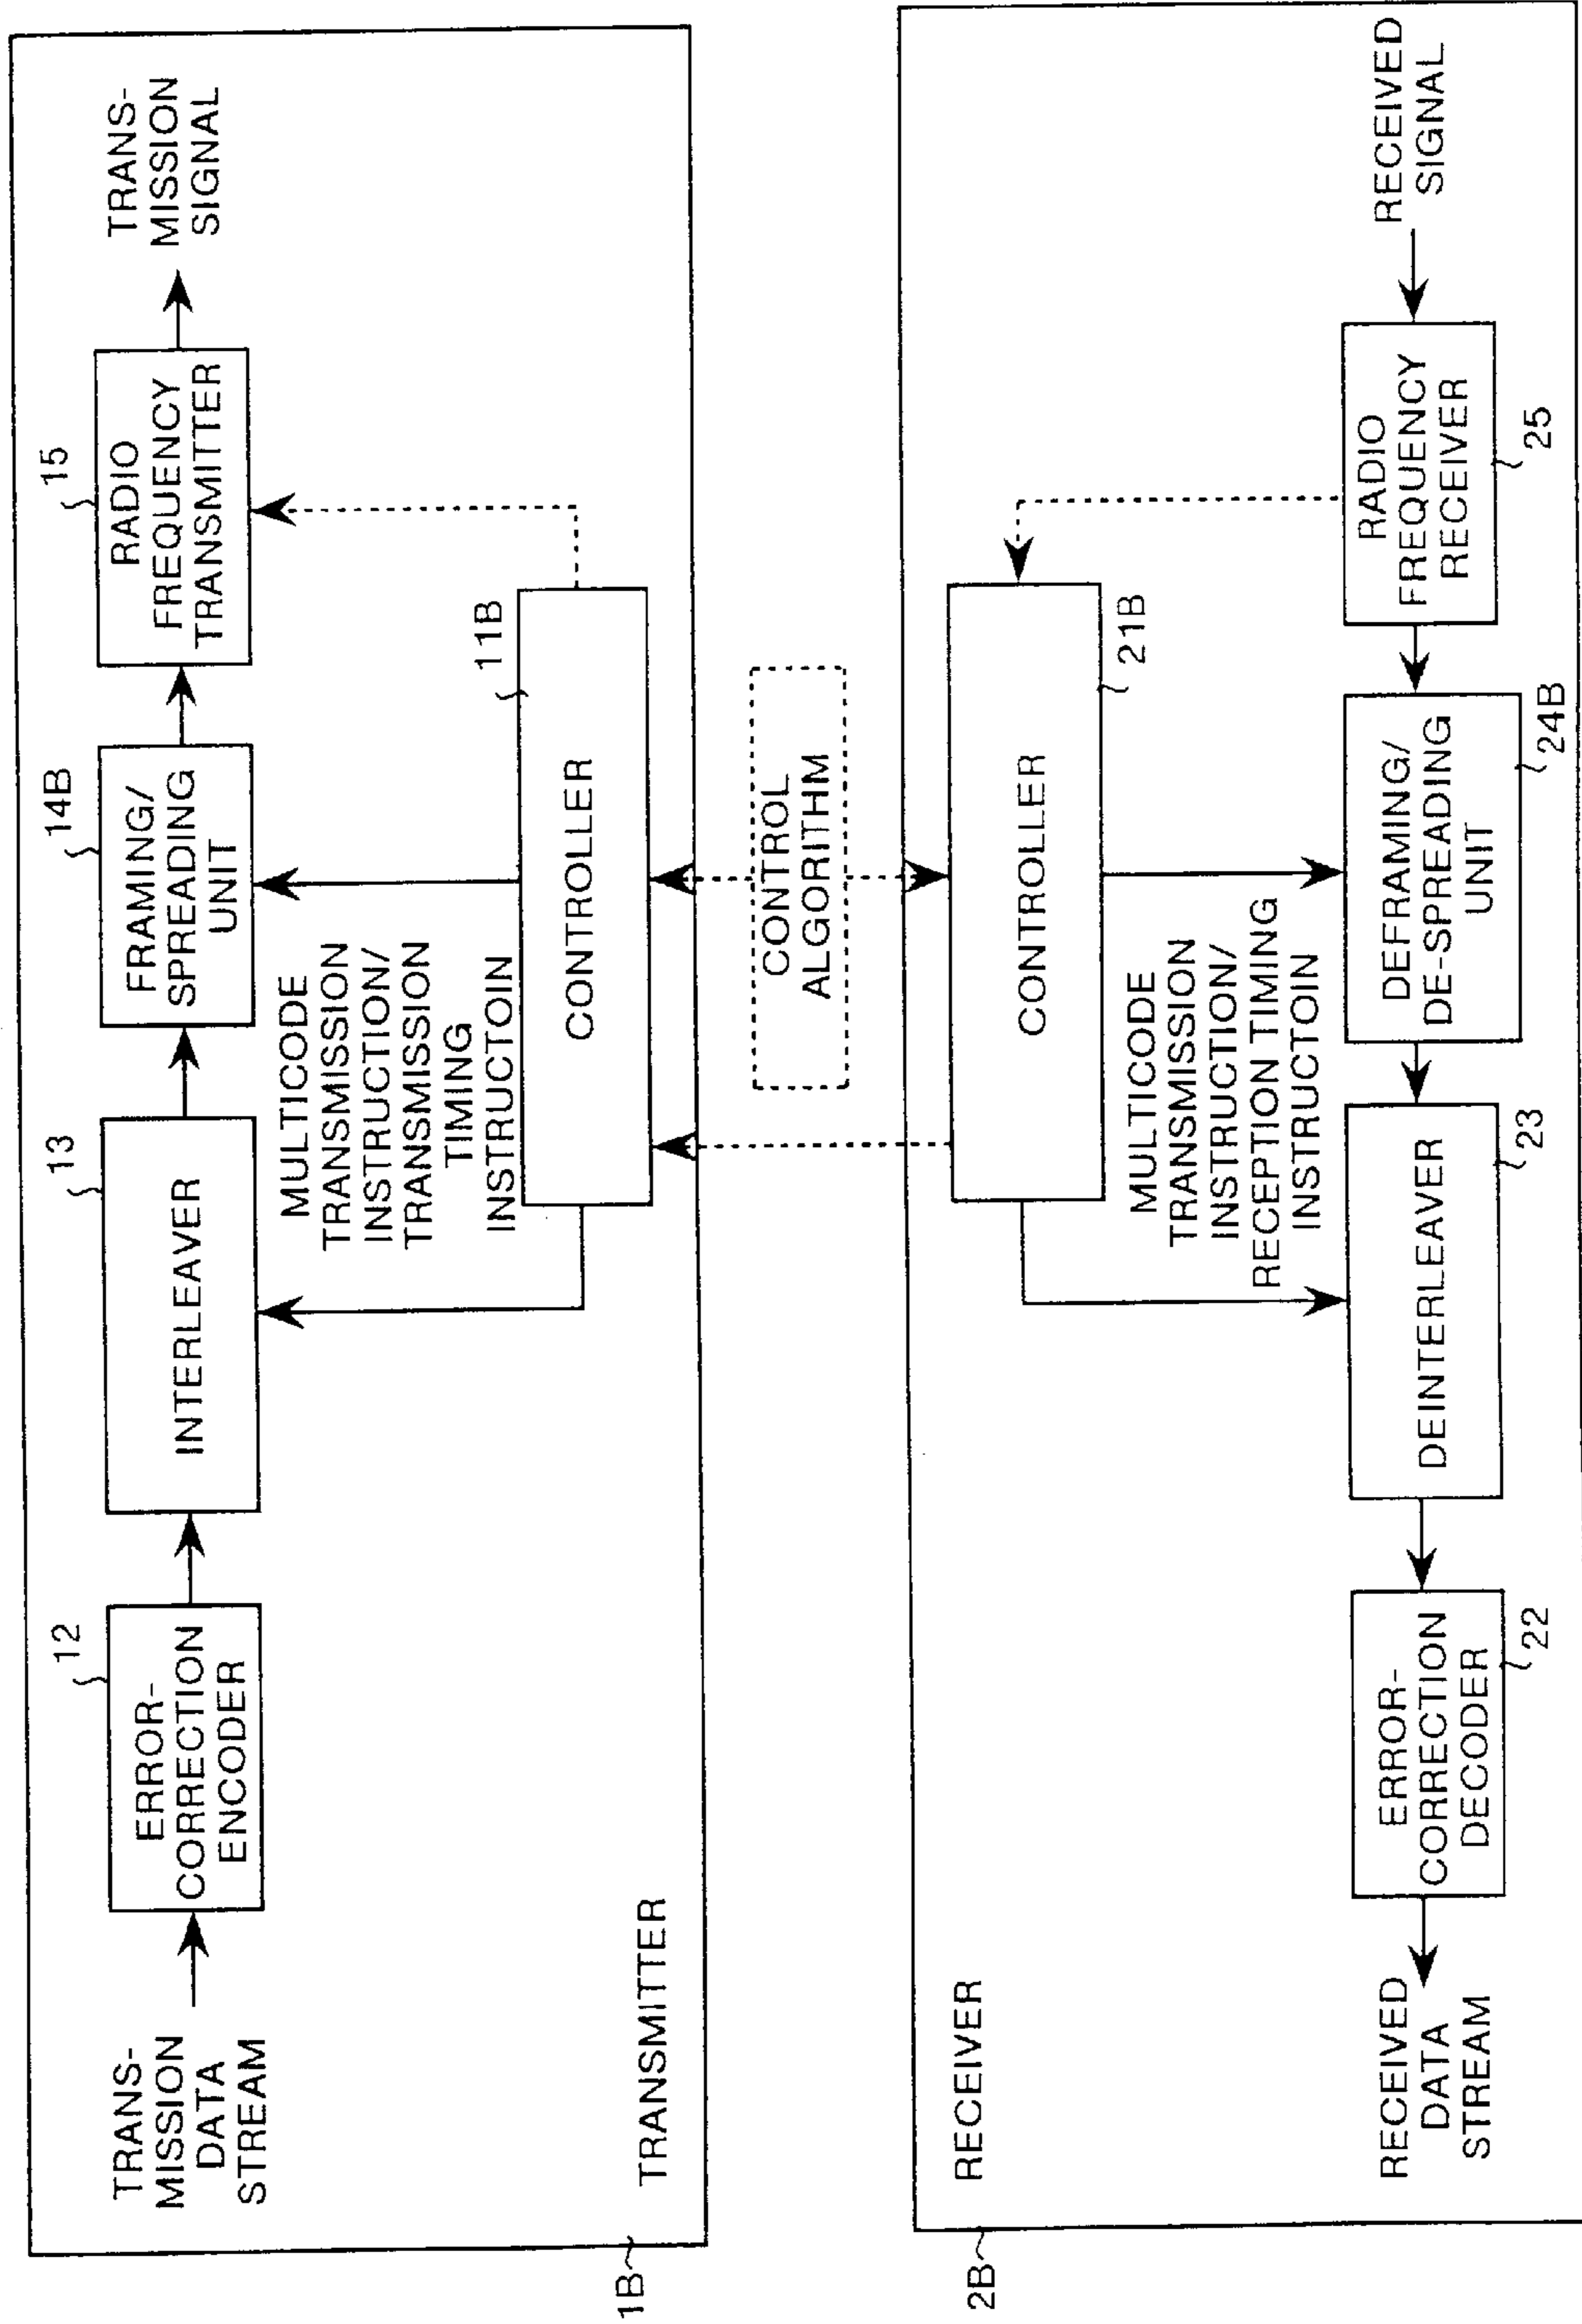 TRANS-
MISSION
DATA
STREAM
12
ERROR-
CORRECTION
ENCODER
13
INTERLEAVER
14B
FRAMING/
SPREADING
UNIT
15
RADIO
FREQUENCY
TRANSMITTER
TRANS-
MISSION
SIGNAL
MULTICODE
TRANSMISSION
INSTRUCTION/
TRANSMISSION
TIMING
INSTRUCTOIN
11B
CONTROLLER
TRANSMITTER
1B
CONTROL
ALGORITHM
2B
RECEIVER
CONTROLLER
21B
MULTICODE
TRANSMISSION
INSTRUCTION/
RECEPTION TIMING
INSTRUCTOIN
RECEIVED
DATA
STREAM
ERROR-
CORRECTION
DECODER
22
DEINTERLEAVER
23
DEFRAMING/
DE-SPREADING
UNIT
24B
RADIO
FREQUENCY
RECEIVER
25
RECEIVED
SIGNAL